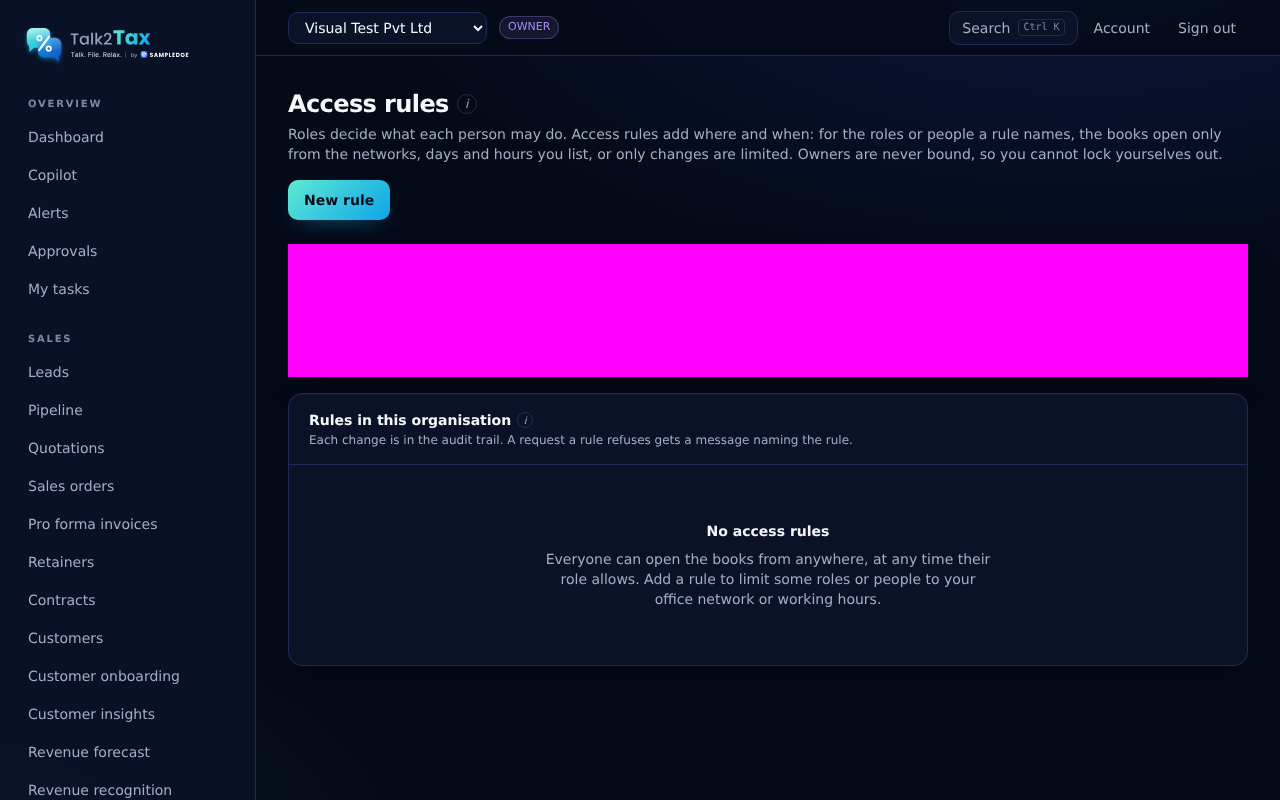 Talk2Tax
Talk. File. Relax. | by SAMPLEDGE
OVERVIEW
Dashboard
Copilot
Alerts
Approvals
My tasks
SALES
Leads
Pipeline
Quotations
Sales orders
Pro forma invoices
Retainers
Contracts
Customers
Customer onboarding
Customer insights
Revenue forecast
Revenue recognition
Visual Test Pvt Ltd
OWNER
Search Ctrl K
Account
Sign out
Access rules i
Roles decide what each person may do. Access rules add where and when: for the roles or people a rule names, the books open only
from the networks, days and hours you list, or only changes are limited. Owners are never bound, so you cannot lock yourselves out.
New rule
Rules in this organisation i
Each change is in the audit trail. A request a rule refuses gets a message naming the rule.
No access rules
Everyone can open the books from anywhere, at any time their
role allows. Add a rule to limit some roles or people to your
office network or working hours.